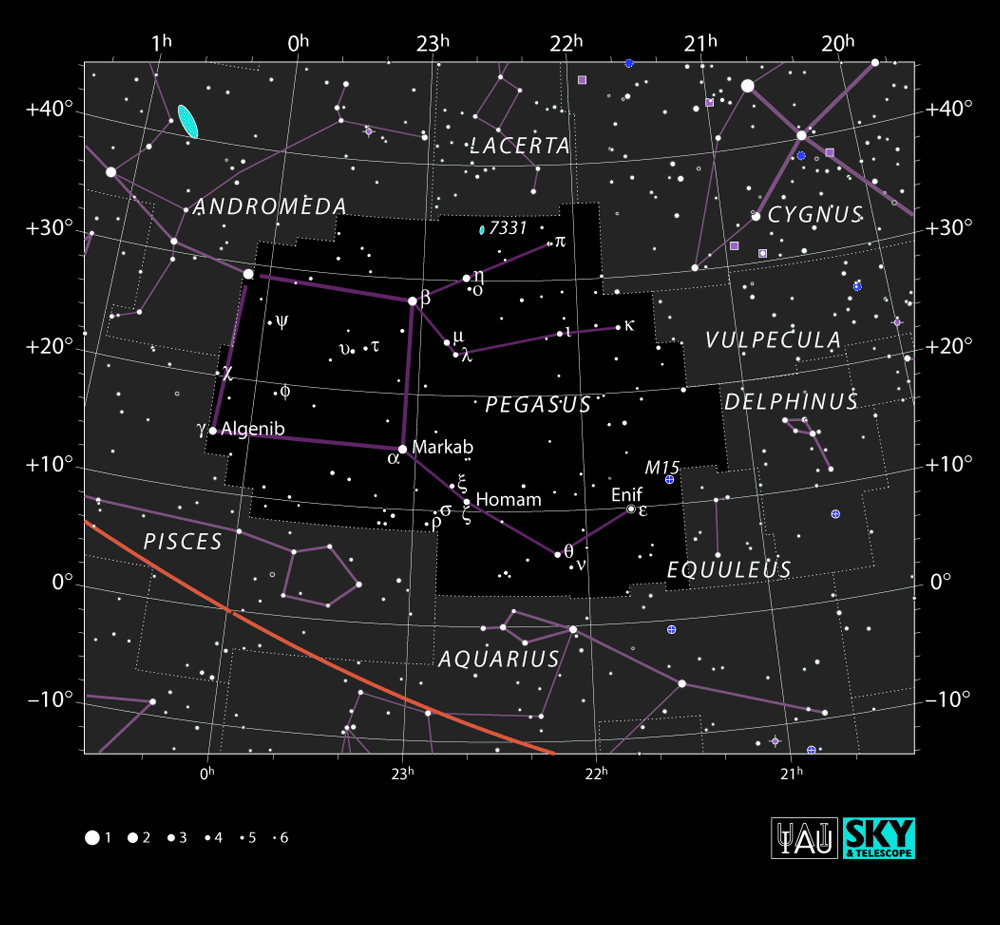 1h 0h 23h 22h 21h 20h
+40° +40°
LACERTA
ANDROMEDA
CYGNUS
+30° 7331 +30°
π
η
ο
β
ψ
κ
ι
μ
υ τ
λ
VULPECULA
+20° +20°
χ
φ
PEGASUS
DELPHINUS
γ Algenib
Markab
α
+10° M15 +10°
ξ
Homam
Enif
ε
σ
ρ ζ
PISCES
θ
ν
EQUULEUS
0° 0°
AQUARIUS
−10° −10°
0h 23h 22h 21h
1 2 3 4 5 6
IAU
SKY
& TELESCOPE